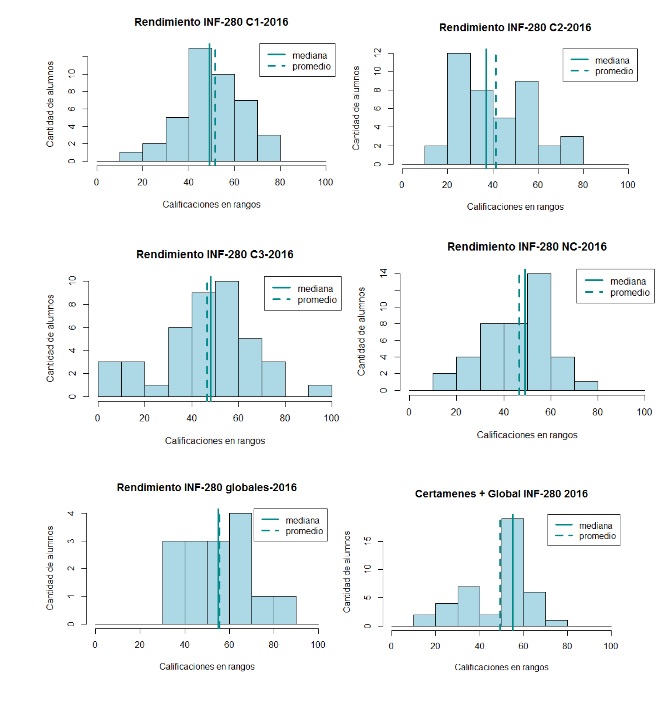 Rendimiento INF-280 C1-2016
mediana
promedio
Cantidad de alumnos
0 2 4 6 8 10
0 20 40 60 80 100
Calificaciones en rangos
Rendimiento INF-280 C2-2016
mediana
promedio
Cantidad de alumnos
0 2 4 6 8 10 12
0 20 40 60 80 100
Calificaciones en rangos
Rendimiento INF-280 C3-2016
mediana
promedio
Cantidad de alumnos
0 2 4 6 8 10
0 20 40 60 80 100
Calificaciones en rangos
Rendimiento INF-280 NC-2016
mediana
promedio
Cantidad de alumnos
0 2 4 6 8 10 14
0 20 40 60 80 100
Calificaciones en rangos
Rendimiento INF-280 globales-2016
mediana
promedio
Cantidad de alumnos
0 1 2 3 4
0 20 40 60 80 100
Calificaciones en rangos
Certamenes + Global INF-280 2016
mediana
promedio
Cantidad de alumnos
0 5 10 15
0 20 40 60 80 100
Calificaciones en rangos